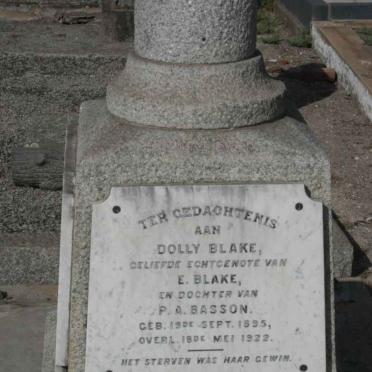 TER GEDACHTENIS
AAN
DOLLY BLAKE,
GELIEFDE ECHTGENOTE VAN
E. BLAKE,
EN DOCHTER VAN
P. A. BASSON.
GEB. 19DE SEPT. 1895,
OVERL. 18DE MEI 1922.
HET STERVEN WAS HAAR GEWIN.